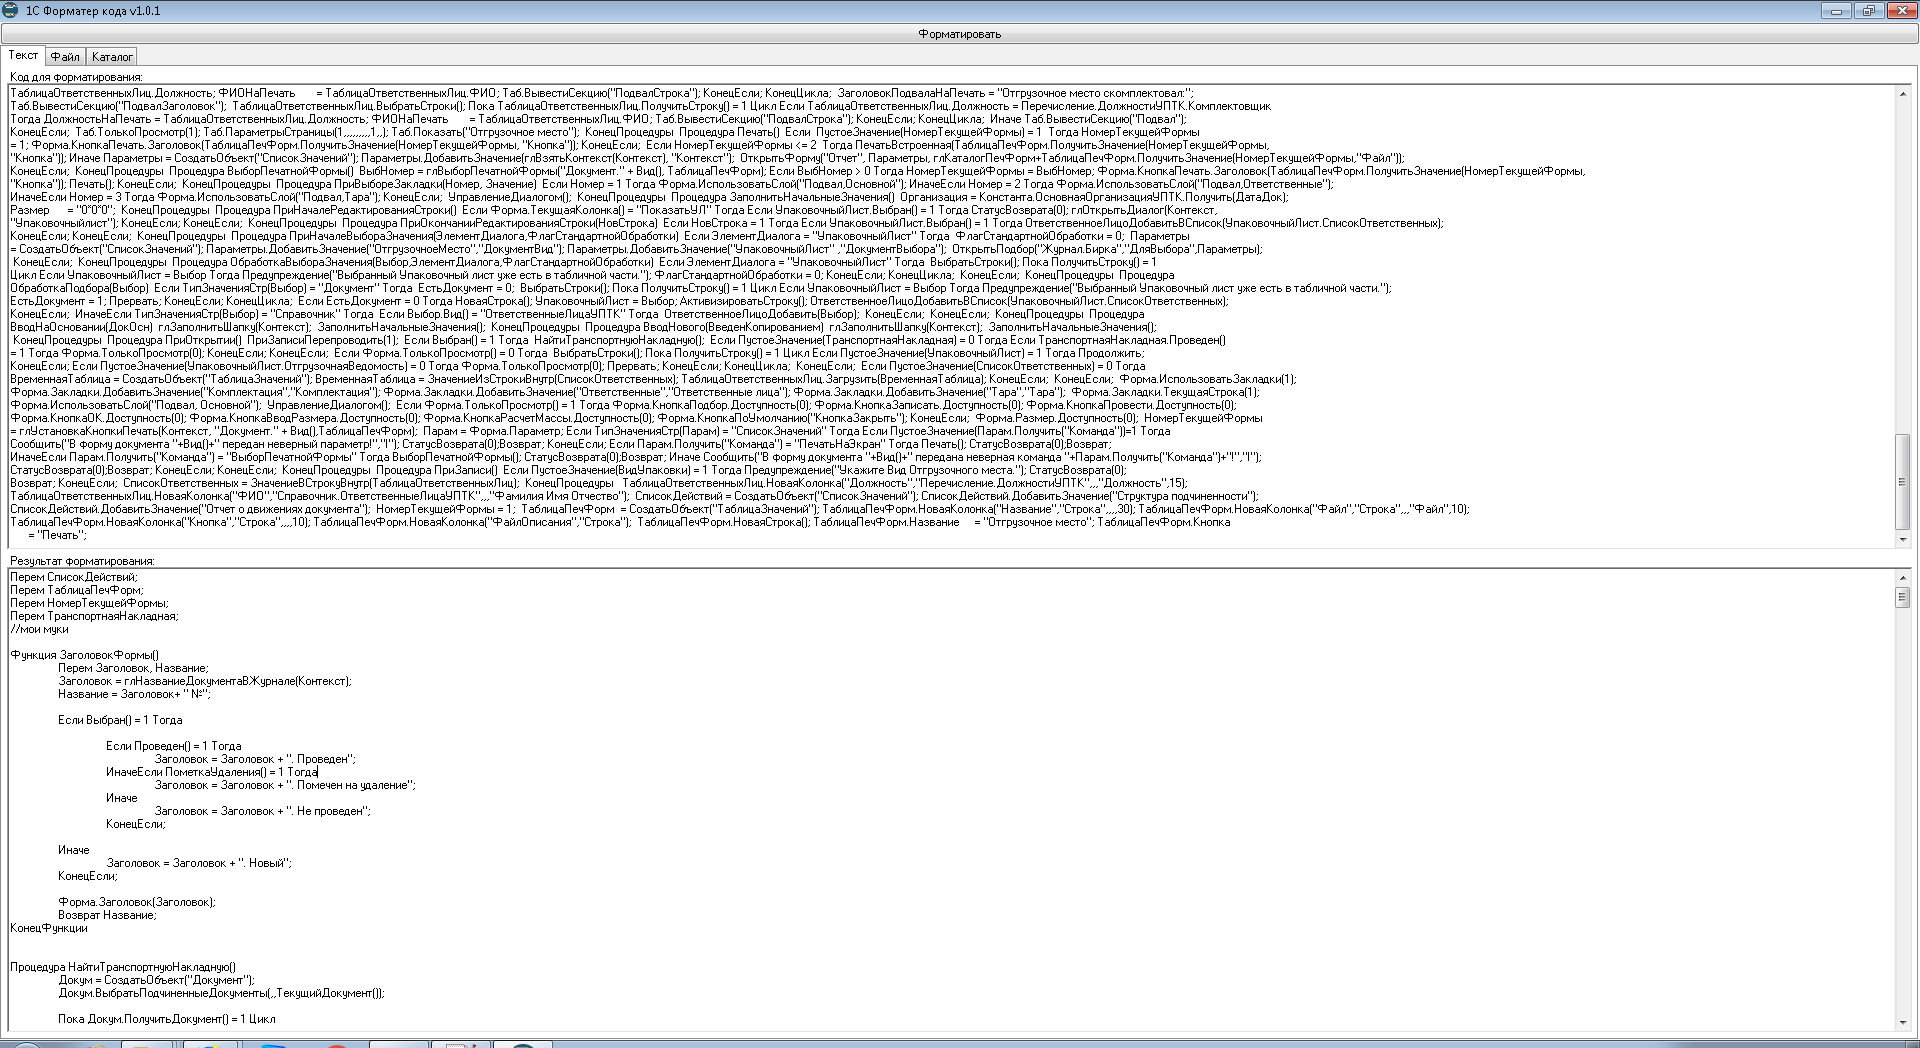 1С Форматер кода v1.0.1
Форматировать
Текст Файл Каталог
Код для форматирования:
ТаблицаОтветственныхЛиц.Должность; ФИОНаПечать = ТаблицаОтветственныхЛиц.ФИО; Таб.ВывестиСекцию("ПодвалСтрока"); КонецЕсли; КонецЦикла; ЗаголовокПодвалаНаПечать = "Отгрузочное место скомплектовал:";
Таб.ВывестиСекцию("ПодвалЗаголовок"); ТаблицаОтветственныхЛиц.ВыбратьСтроки(); Пока ТаблицаОтветственныхЛиц.ПолучитьСтроку() = 1 Цикл Если ТаблицаОтветственныхЛиц.Должность = Перечисление.ДолжностиУПТК.Комплектовщик
Тогда ДолжностьНаПечать = ТаблицаОтветственныхЛиц.Должность; ФИОНаПечать = ТаблицаОтветственныхЛиц.ФИО; Таб.ВывестиСекцию("ПодвалСтрока"); КонецЕсли; КонецЦикла; Иначе Таб.ВывестиСекцию("Подвал");
КонецЕсли; Таб.ТолькоПросмотр(1); Таб.ПараметрыСтраницы(1,,,,,,,,,1,,); Таб.Показать("Отгрузочное место"); КонецПроцедуры Процедура Печать() Если ПустоеЗначение(НомерТекущейФормы) = 1 Тогда НомерТекущейФормы
= 1; Форма.КнопкаПечать.Заголовок(ТаблицаПечФорм.ПолучитьЗначение(НомерТекущейФормы, "Кнопка")); КонецЕсли; Если НомерТекущейФормы <= 2 Тогда ПечатьВстроенная(ТаблицаПечФорм.ПолучитьЗначение(НомерТекущейФормы,
"Кнопка")); Иначе Параметры = СоздатьОбъект("СписокЗначений"); Параметры.ДобавитьЗначение(глВзятьКонтекст(Контекст), "Контекст"); ОткрытьФорму("Отчет", Параметры, глКаталогПечФорм+ТаблицаПечФорм.ПолучитьЗначение(НомерТекущейФормы,"Файл"));
КонецЕсли; КонецПроцедуры Процедура ВыборПечатнойФормы() ВыбНомер = глВыборПечатнойФормы("Документ." + Вид(), ТаблицаПечФорм); Если ВыбНомер > 0 Тогда НомерТекущейФормы = ВыбНомер; Форма.КнопкаПечать.Заголовок(ТаблицаПечФорм.ПолучитьЗначение(НомерТекущейФормы,
"Кнопка")); Печать(); КонецЕсли; КонецПроцедуры Процедура ПриВыбореЗакладки(Номер, Значение) Если Номер = 1 Тогда Форма.ИспользоватьСлой("Подвал,Основной"); ИначеЕсли Номер = 2 Тогда Форма.ИспользоватьСлой("Подвал,Ответственные");
ИначеЕсли Номер = 3 Тогда Форма.ИспользоватьСлой("Подвал,Тара"); КонецЕсли; УправлениеДиалогом(); КонецПроцедуры Процедура ЗаполнитьНачальныеЗначения() Организация = Константа.ОсновнаяОрганизацияУПТК.Получить(ДатаДок);
Размер = "0*0*0"; КонецПроцедуры Процедура ПриНачалеРедактированияСтроки() Если Форма.ТекущаяКолонка() = "ПоказатьУЛ" Тогда Если УпаковочныйЛист.Выбран() = 1 Тогда СтатусВозврата(0); глОткрытьДиалог(Контекст,
"Упаковочныйлист"); КонецЕсли; КонецЕсли; КонецПроцедуры Процедура ПриОкончанииРедактированияСтроки(НовСтрока) Если НовСтрока = 1 Тогда Если УпаковочныйЛист.Выбран() = 1 Тогда ОтветственноеЛицоДобавитьВСписок(УпаковочныйЛист.СписокОтветственных);
КонецЕсли; КонецЕсли; КонецПроцедуры Процедура ПриНачалеВыбораЗначения(ЭлементДиалога,ФлагСтандартнойОбработки) Если ЭлементДиалога = "УпаковочныйЛист" Тогда ФлагСтандартнойОбработки = 0; Параметры
= СоздатьОбъект("СписокЗначений"); Параметры.ДобавитьЗначение("ОтгрузочноеМесто","ДокументВид"); Параметры.ДобавитьЗначение("УпаковочныйЛист" ,"ДокументВыбора"); ОткрытьПодбор("Журнал.Бирка","ДляВыбора",Параметры);
КонецЕсли; КонецПроцедуры Процедура ОбработкаВыбораЗначения(Выбор,ЭлементДиалога,ФлагСтандартнойОбработки) Если ЭлементДиалога = "УпаковочныйЛист" Тогда ВыбратьСтроки(); Пока ПолучитьСтроку() = 1
Цикл Если УпаковочныйЛист = Выбор Тогда Предупреждение("Выбранный Упаковочный лист уже есть в табличной части."); ФлагСтандартнойОбработки = 0; КонецЕсли; КонецЦикла; КонецЕсли; КонецПроцедуры Процедура
ОбработкаПодбора(Выбор) Если ТипЗначенияСтр(Выбор) = "Документ" Тогда ЕстьДокумент = 0; ВыбратьСтроки(); Пока ПолучитьСтроку() = 1 Цикл Если УпаковочныйЛист = Выбор Тогда Предупреждение("Выбранный Упаковочный лист уже есть в табличной части.");
ЕстьДокумент = 1; Прервать; КонецЕсли; КонецЦикла; Если ЕстьДокумент = 0 Тогда НоваяСтрока(); УпаковочныйЛист = Выбор; АктивизироватьСтроку(); ОтветственноеЛицоДобавитьВСписок(УпаковочныйЛист.СписокОтветственных);
КонецЕсли; ИначеЕсли ТипЗначенияСтр(Выбор) = "Справочник" Тогда Если Выбор.Вид() = "ОтветственныеЛицаУПТК" Тогда ОтветственноеЛицоДобавить(Выбор); КонецЕсли; КонецЕсли; КонецПроцедуры Процедура
ВводНаОсновании(ДокОсн) глЗаполнитьШапку(Контекст); ЗаполнитьНачальныеЗначения(); КонецПроцедуры Процедура ВводНового(ВведенКопированием) глЗаполнитьШапку(Контекст); ЗаполнитьНачальныеЗначения();
КонецПроцедуры Процедура ПриОткрытии() ПриЗаписиПерепроводить(1); Если Выбран() = 1 Тогда НайтиТранспортнуюНакладную(); Если ПустоеЗначение(ТранспортнаяНакладная) = 0 Тогда Если ТранспортнаяНакладная.Проведен()
= 1 Тогда Форма.ТолькоПросмотр(0); КонецЕсли; КонецЕсли; Если Форма.ТолькоПросмотр() = 0 Тогда ВыбратьСтроки(); Пока ПолучитьСтроку() = 1 Цикл Если ПустоеЗначение(УпаковочныйЛист) = 1 Тогда Продолжить;
КонецЕсли; Если ПустоеЗначение(УпаковочныйЛист.ОтгрузочнаяВедомость) = 0 Тогда Форма.ТолькоПросмотр(0); Прервать; КонецЕсли; КонецЦикла; КонецЕсли; Если ПустоеЗначение(СписокОтветственных) = 0 Тогда
ВременнаяТаблица = СоздатьОбъект("ТаблицаЗначений"); ВременнаяТаблица = ЗначениеИзСтрокиВнутр(СписокОтветственных); ТаблицаОтветственныхЛиц.Загрузить(ВременнаяТаблица); КонецЕсли; КонецЕсли; Форма.ИспользоватьЗакладки(1);
Форма.Закладки.ДобавитьЗначение("Комплектация","Комплектация"); Форма.Закладки.ДобавитьЗначение("Ответственные","Ответственные лица"); Форма.Закладки.ДобавитьЗначение("Тара","Тара"); Форма.Закладки.ТекущаяСтрока(1);
Форма.ИспользоватьСлой("Подвал, Основной"); УправлениеДиалогом(); Если Форма.ТолькоПросмотр() = 1 Тогда Форма.КнопкаПодбор.Доступность(0); Форма.КнопкаЗаписать.Доступность(0); Форма.КнопкаПровести.Доступность(0);
Форма.КнопкаОК.Доступность(0); Форма.КнопкаВводРазмера.Доступность(0); Форма.КнопкаРасчетМассы.Доступность(0); Форма.КнопкаПоУмолчанию("КнопкаЗакрыть"); КонецЕсли; Форма.Размер.Доступность(0); НомерТекущейФормы
= глУстановкаКнопкиПечать(Контекст, "Документ." + Вид(),ТаблицаПечФорм); Парам = Форма.Параметр; Если ТипЗначенияСтр(Парам) = "СписокЗначений" Тогда Если ПустоеЗначение(Парам.Получить("Команда"))=1 Тогда
Сообщить("В форму документа "+Вид()+" передан неверный параметр!","!"); СтатусВозврата(0);Возврат; КонецЕсли; Если Парам.Получить("Команда") = "ПечатьНаЭкран" Тогда Печать(); СтатусВозврата(0);Возврат;
ИначеЕсли Парам.Получить("Команда") = "ВыборПечатнойФормы" Тогда ВыборПечатнойФормы(); СтатусВозврата(0);Возврат; Иначе Сообщить("В форму документа "+Вид()+" передана неверная команда "+Парам.Получить("Команда")+"!","!");
СтатусВозврата(0);Возврат; КонецЕсли; КонецЕсли; КонецПроцедуры Процедура ПриЗаписи() Если ПустоеЗначение(ВидУпаковки) = 1 Тогда Предупреждение("Укажите Вид Отгрузочного места."); СтатусВозврата(0);
Возврат; КонецЕсли; СписокОтветственных = ЗначениеВСтрокуВнутр(ТаблицаОтветственныхЛиц); КонецПроцедуры ТаблицаОтветственныхЛиц.НоваяКолонка("Должность","Перечисление.ДолжностиУПТК",,,"Должность",15);
ТаблицаОтветственныхЛиц.НоваяКолонка("ФИО","Справочник.ОтветственныеЛицаУПТК",,,"Фамилия Имя Отчество"); СписокДействий = СоздатьОбъект("СписокЗначений"); СписокДействий.ДобавитьЗначение("Структура подчиненности");
СписокДействий.ДобавитьЗначение("Отчет о движениях документа"); НомерТекущейФормы = 1; ТаблицаПечФорм = СоздатьОбъект("ТаблицаЗначений"); ТаблицаПечФорм.НоваяКолонка("Название","Строка",,,,30); ТаблицаПечФорм.НоваяКолонка("Файл","Строка",,,"Файл",10);
ТаблицаПечФорм.НоваяКолонка("Кнопка","Строка",,,,10); ТаблицаПечФорм.НоваяКолонка("ФайлОписания","Строка"); ТаблицаПечФорм.НоваяСтрока(); ТаблицаПечФорм.Название = "Отгрузочное место"; ТаблицаПечФорм.Кнопка
= "Печать";
Результат форматирования:
Перем СписокДействий;
Перем ТаблицаПечФорм;
Перем НомерТекущейФормы;
Перем ТранспортнаяНакладная;
//мои муки
Функция ЗаголовокФормы()
Перем Заголовок, Название;
Заголовок = глНазваниеДокументаВЖурнале(Контекст);
Название = Заголовок+ " №";
Если Выбран() = 1 Тогда
Если Проведен() = 1 Тогда
Заголовок = Заголовок + ". Проведен";
ИначеЕсли ПометкаУдаления() = 1 Тогда
Заголовок = Заголовок + ". Помечен на удаление";
Иначе
Заголовок = Заголовок + ". Не проведен";
КонецЕсли;
Иначе
Заголовок = Заголовок + ". Новый";
КонецЕсли;
Форма.Заголовок(Заголовок);
Возврат Название;
КонецФункции
Процедура НайтиТранспортнуюНакладную()
Докум = СоздатьОбъект("Документ");
Докум.ВыбратьПодчиненныеДокументы(,,ТекущийДокумент());
Пока Докум.ПолучитьДокумент() = 1 Цикл